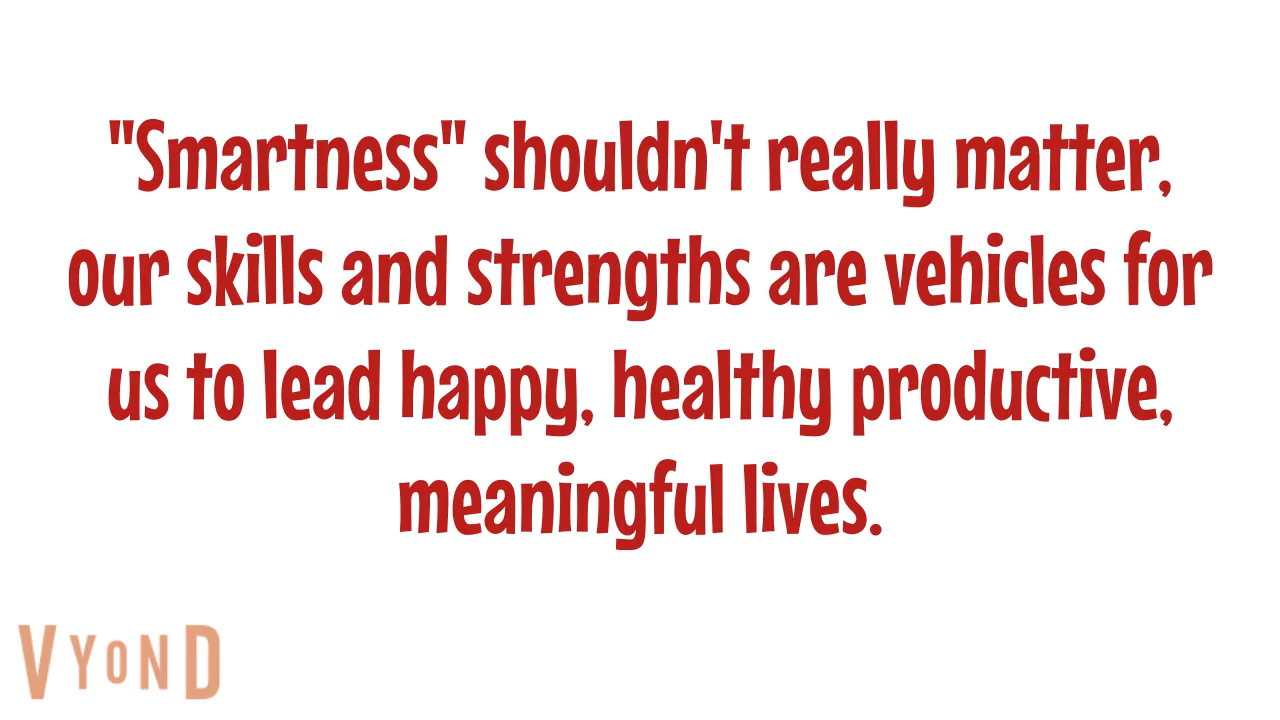 "Smartness" shouldn't really matter,
our skills and strengths are vehicles for
us to lead happy, healthy productive,
meaningful lives.
VYOND